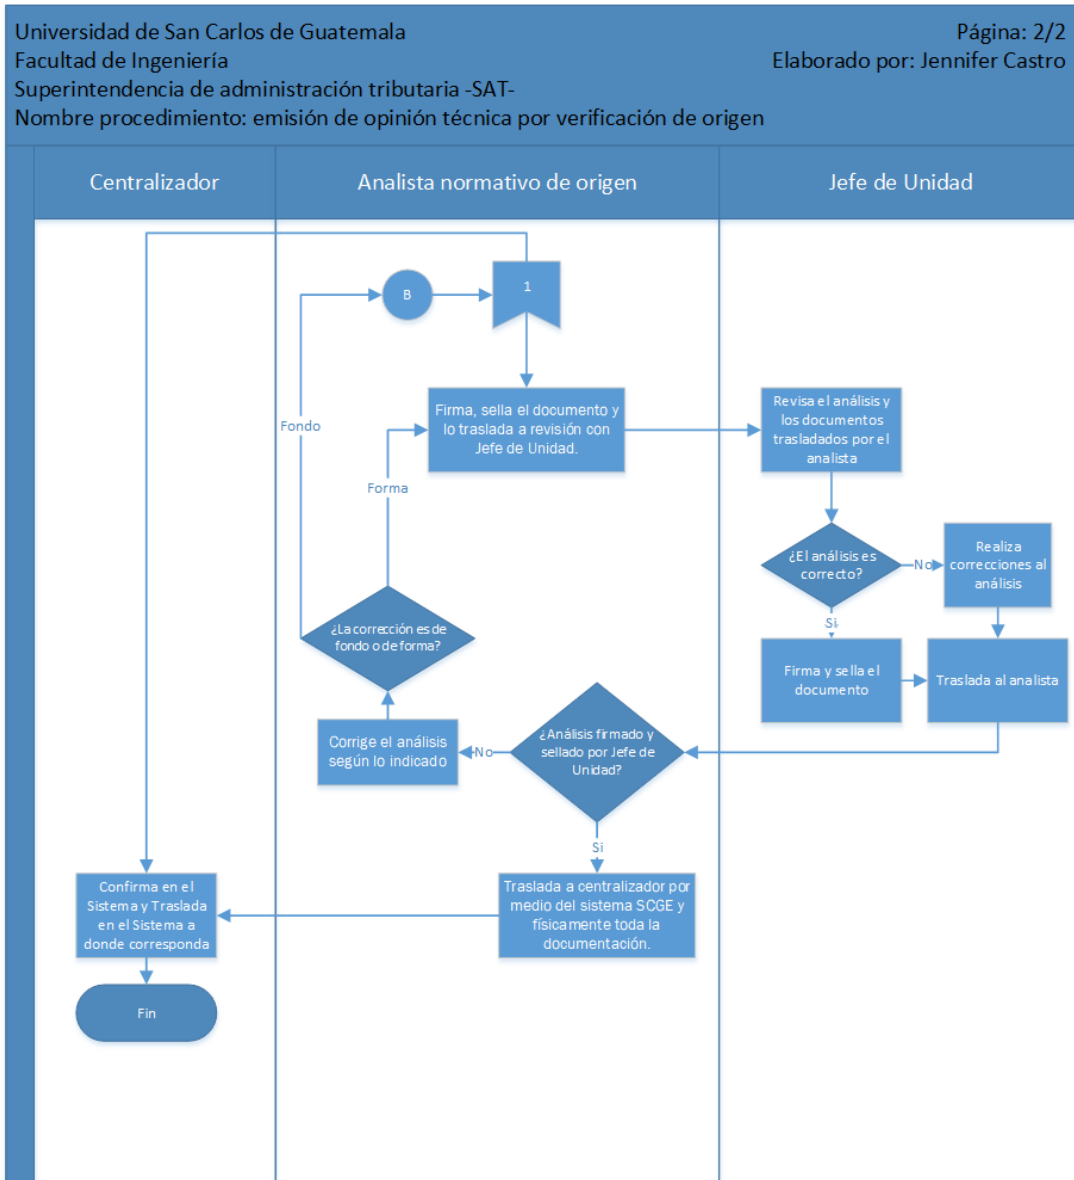 Universidad de San Carlos de Guatemala
Página: 2/2
Facultad de Ingeniería
Elaborado por: Jennifer Castro
Superintendencia de administración tributaria -SAT-
Nombre procedimiento: emisión de opinión técnica por verificación de origen
Centralizador
Analista normativo de origen
Jefe de Unidad
B
1
Firma, sella el documento y
lo traslada a revisión con
Jefe de Unidad.
Revisa el análisis y
los documentos
trasladados por el
analista
Fondo
Forma
¿El análisis es
correcto?
No
Realiza
correcciones al
análisis
Si
¿La corrección es de
fondo o de forma?
Firma y sella el
documento
Traslada al analista
Corrige el análisis
según lo indicado
No
¿Análisis firmado y
sellado por Jefe de
Unidad?
Si
Confirma en el
Sistema y Traslada
en el Sistema a
donde corresponda
Traslada a centralizador por
medio del sistema SCGE y
físicamente toda la
documentación.
Fin